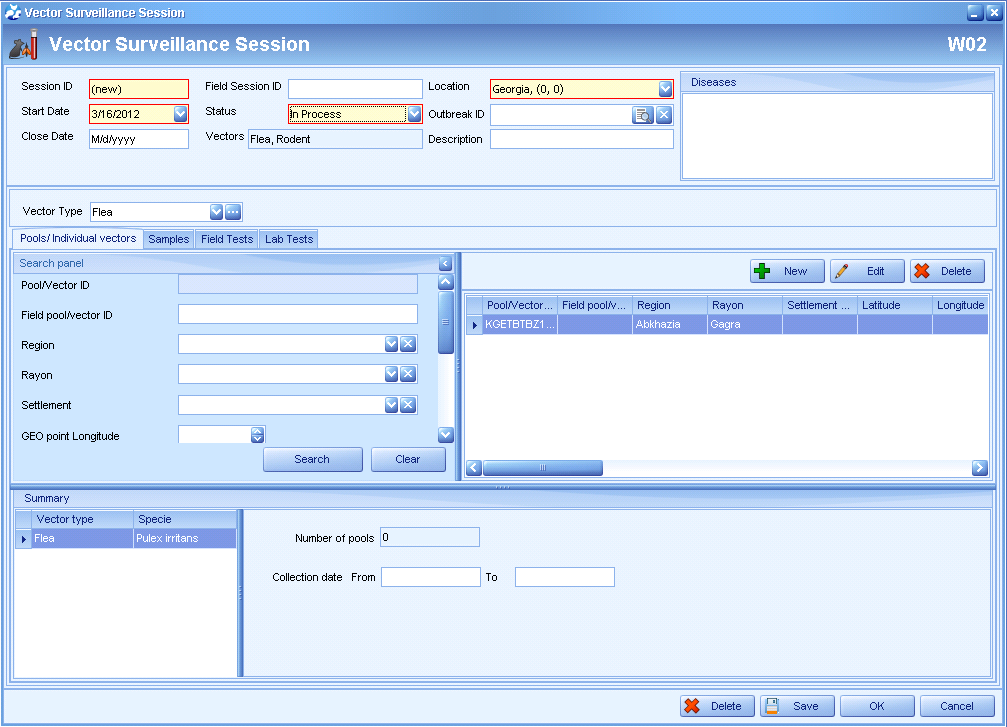 Vector Surveillance Session
Vector Surveillance Session W02
Session ID (new) Field Session ID Location Georgia, (0, 0) Diseases
Start Date 3/16/2012 Status In Process Outbreak ID
Close Date M/d/yyyy Vectors Flea, Rodent Description
Vector Type Flea
Pools/Individual vectors Samples Field Tests Lab Tests
Search panel
New Edit Delete
Pool/Vector ID
Field pool/vector ID
Region
Rayon
Settlement
GEO point Longitude
Search Clear
Pool/Vector... Field pool/v... Region Rayon Settlement ... Latitude Longitude
KGETBTBZ1... Abkhazia Gagra
Summary
Vector type Specie
Flea Pulex irritans
Number of pools 0
Collection date From To
Delete Save OK Cancel